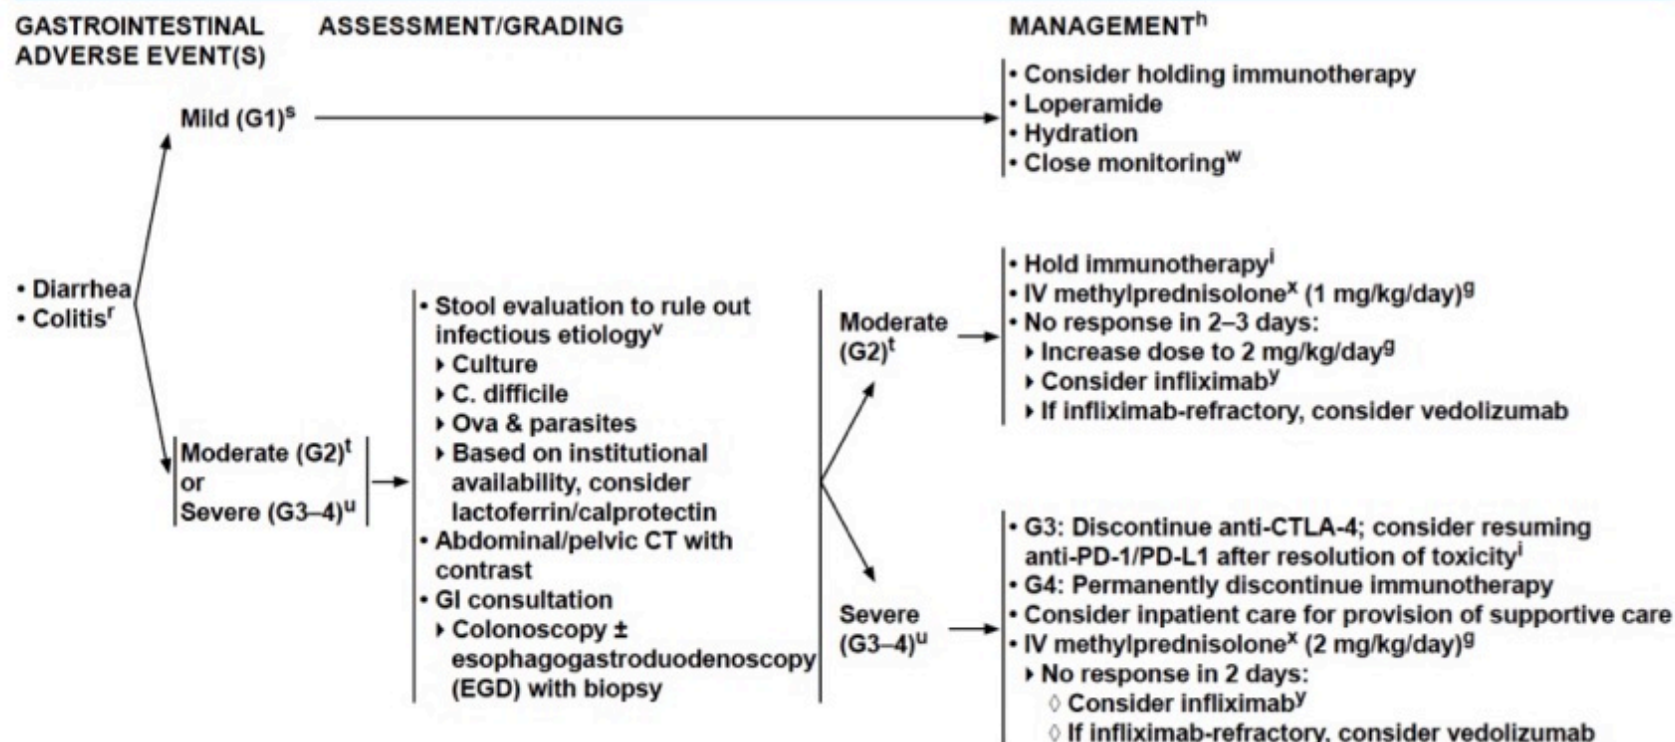 GASTROINTESTINAL ADVERSE EVENT(S)
ASSESSMENT/GRADING
MANAGEMENTʰ
• Diarrhea
• Colitisʳ
Mild (G1)ˢ
• Consider holding immunotherapy
• Loperamide
• Hydration
• Close monitoringʷ
Moderate (G2)ᵗ
or
Severe (G3–4)ᵘ
• Stool evaluation to rule out
infectious etiologyᵛ
▸ Culture
▸ C. difficile
▸ Ova & parasites
▸ Based on institutional
availability, consider
lactoferrin/calprotectin
• Abdominal/pelvic CT with
contrast
• GI consultation
▸ Colonoscopy ±
esophagogastroduodenoscopy
(EGD) with biopsy
Moderate
(G2)ᵗ
• Hold immunotherapyⁱ
• IV methylprednisoloneˣ (1 mg/kg/day)ᵍ
• No response in 2–3 days:
▸ Increase dose to 2 mg/kg/dayᵍ
▸ Consider infliximabʸ
▸ If infliximab-refractory, consider vedolizumab
Severe
(G3–4)ᵘ
• G3: Discontinue anti-CTLA-4; consider resuming
anti-PD-1/PD-L1 after resolution of toxicityⁱ
• G4: Permanently discontinue immunotherapy
• Consider inpatient care for provision of supportive care
• IV methylprednisoloneˣ (2 mg/kg/day)ᵍ
▸ No response in 2 days:
◊ Consider infliximabʸ
◊ If infliximab-refractory, consider vedolizumab